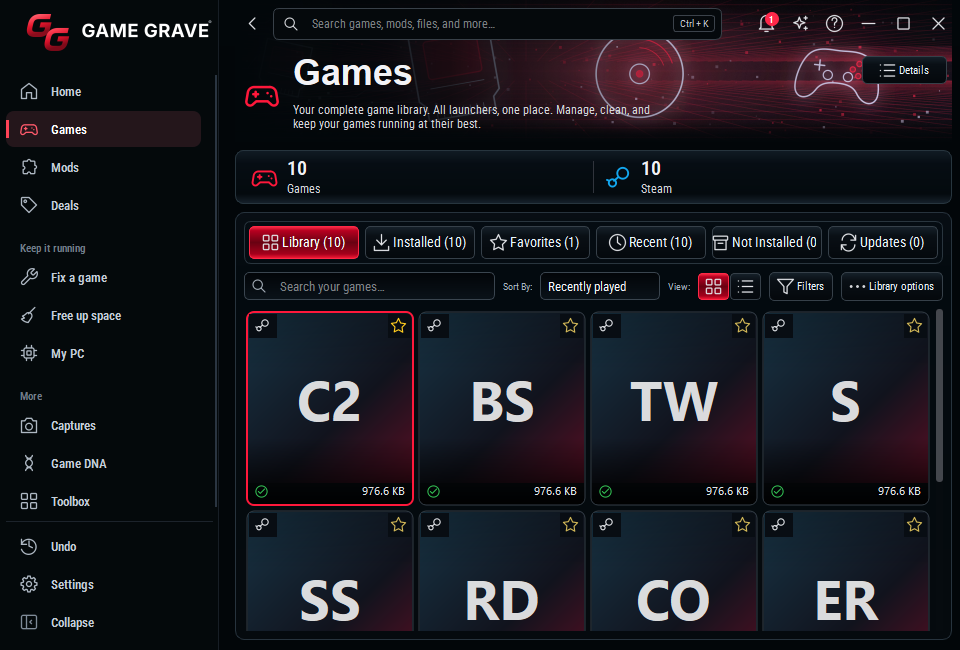 GG GAME GRAVE
Search games, mods, files, and more...
Ctrl + K
1
Home
Games
Mods
Deals
Keep it running
Fix a game
Free up space
My PC
More
Captures
Game DNA
Toolbox
Undo
Settings
Collapse
Games
Your complete game library. All launchers, one place. Manage, clean, and
keep your games running at their best.
Details
10
Games
10
Steam
Library (10)
Installed (10)
Favorites (1)
Recent (10)
Not Installed (0
Updates (0)
Search your games...
Sort By:
Recently played
View:
Filters
Library options
C2
976.6 KB
BS
976.6 KB
TW
976.6 KB
S
976.6 KB
SS
RD
CO
ER